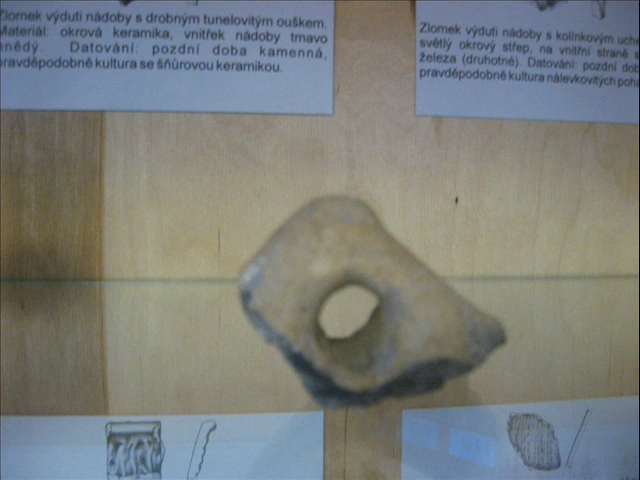 Zlomek výduti nádoby s drobným tunelovitým ouškem.
Materiál: okrová keramika, vnitřek nádoby tmavo
hnědý. Datování: pozdní doba kamenná,
pravděpodobně kultura se šňůrovou keramikou.
Zlomek výduti nádoby s kolínkovým uche
světlý okrový střep, na vnitřní straně s
železa (druhotné). Datování: pozdní dob
pravděpodobně kultura nálevkovitých poh